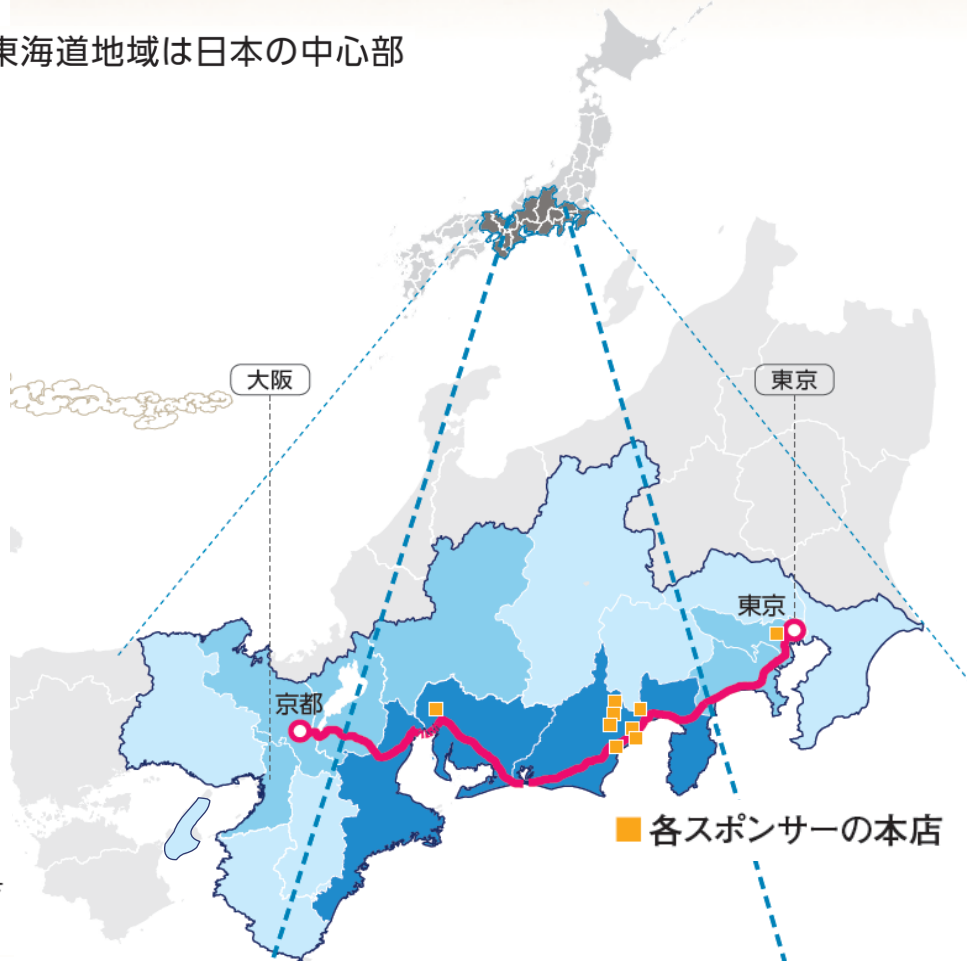 東海道地域は日本の中心部
大阪
東京
東京
京都
各スポンサーの本店